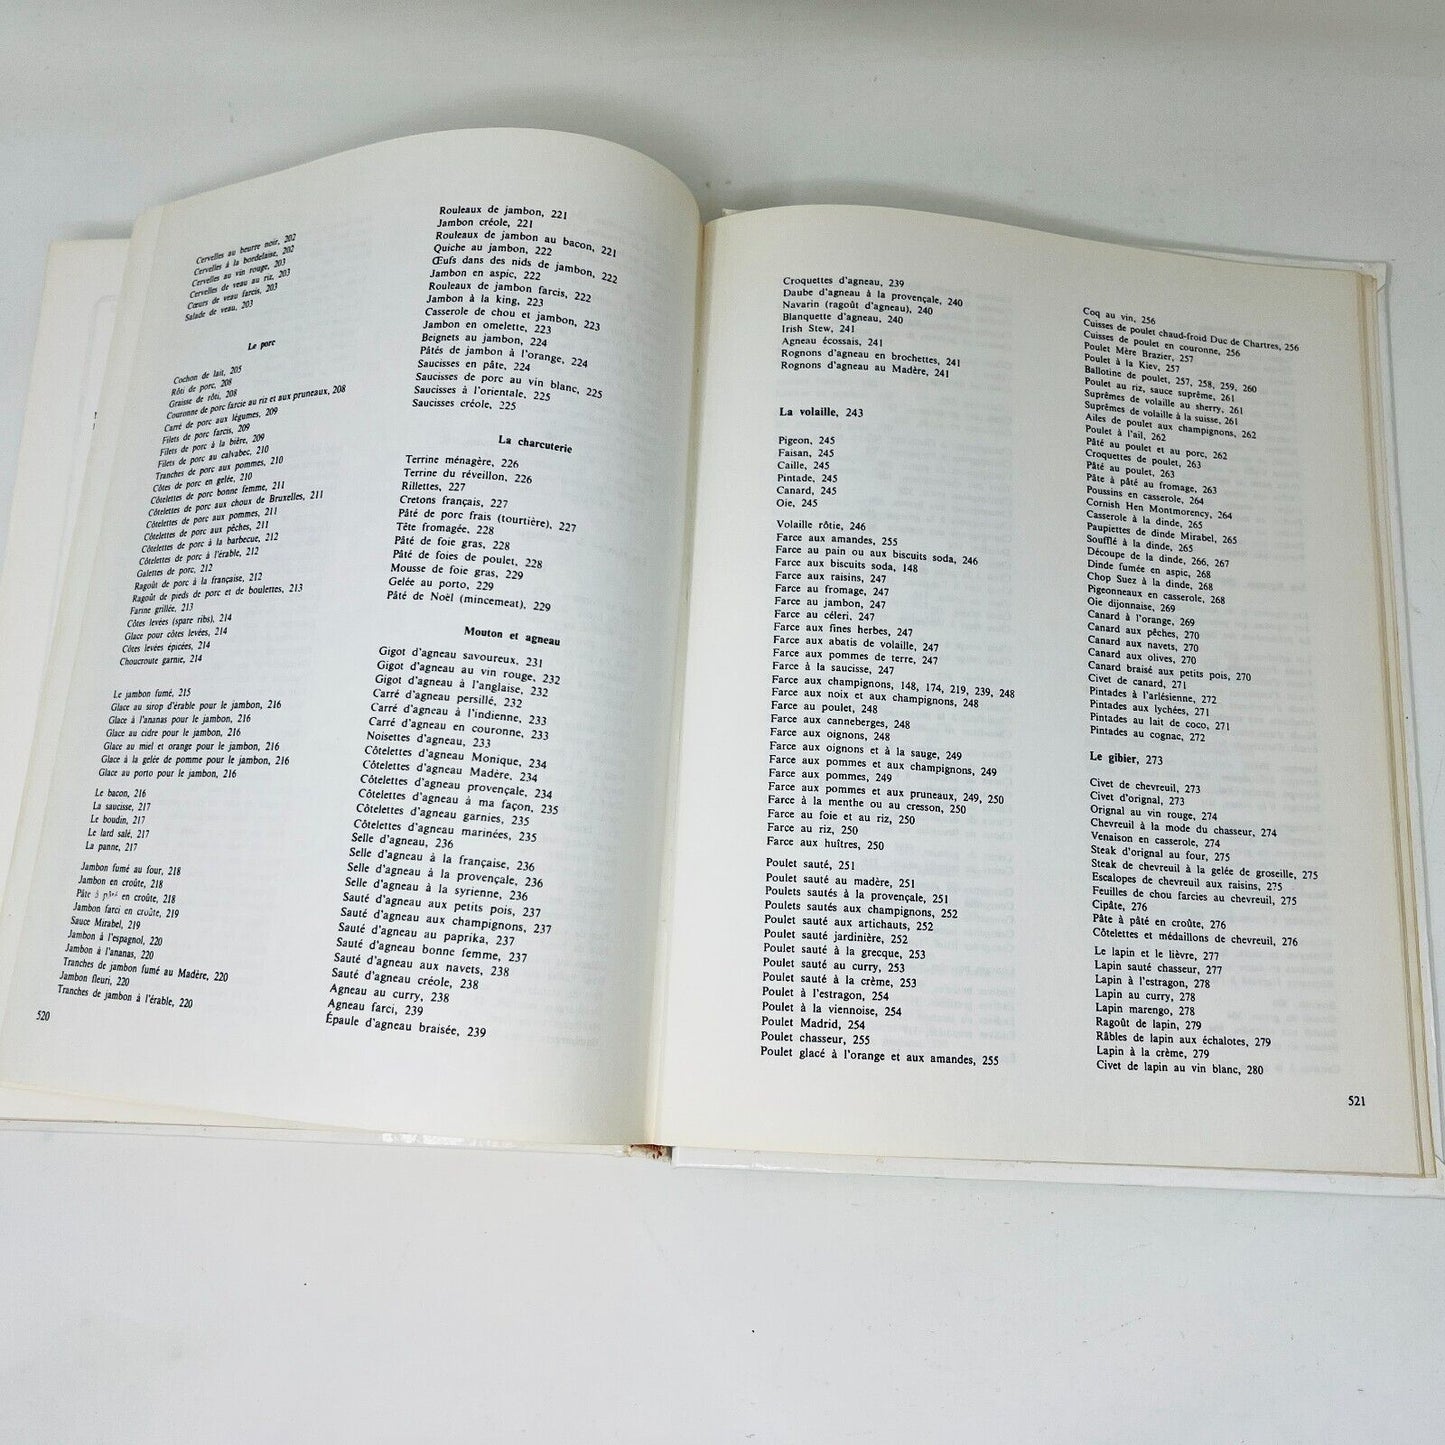 Cervelles au beurre noir, 202
Cervelles à la bordelaise, 202
Cervelles au vin rouge, 203
Cervelles de veau au riz, 203
Cœurs de veau farcis, 203
Salade de veau, 203
Le porc
Cochon de lait, 205
Rôti de porc, 208
Graisse de rôti, 208
Couronne de porc farcie au riz et aux pruneaux, 208
Carré de porc aux légumes, 209
Filets de porc farcis, 209
Filets de porc à la bière, 209
Filets de porc au calvabec, 210
Tranches de porc aux pommes, 210
Côtes de porc en gelée, 210
Côtelettes de porc bonne femme, 211
Côtelettes de porc aux choux de Bruxelles, 211
Côtelettes de porc aux pommes, 211
Côtelettes de porc aux pêches, 211
Côtelettes de porc à la barbecue, 212
Côtelettes de porc à l'érable, 212
Galettes de porc, 212
Ragoût de porc à la française, 212
Ragoût de pieds de porc et de boulettes, 213
Farine grillée, 213
Côtes levées (spare ribs), 214
Glace pour côtes levées, 214
Côtes levées épicées, 214
Choucroute garnie, 214
Le jambon fumé, 215
Glace au sirop d'érable pour le jambon, 216
Glace à l'ananas pour le jambon, 216
Glace au cidre pour le jambon, 216
Glace au miel et orange pour le jambon, 216
Glace à la gelée de pomme pour le jambon, 216
Glace au porto pour le jambon, 216
Le bacon, 216
La saucisse, 217
Le boudin, 217
Le lard salé, 217
La panne, 217
Jambon fumé au four, 218
Jambon en croûte, 218
Pâte à pâté en croûte, 218
Jambon farci en croûte, 219
Sauce Mirabel, 219
Jambon à l'espagnol, 220
Jambon à l'ananas, 220
Tranches de jambon fumé au Madère, 220
Jambon fleuri, 220
Tranches de jambon à l'érable, 220
520
Rouleaux de jambon, 221
Jambon créole, 221
Rouleaux de jambon au bacon, 221
Quiche au jambon, 222
Œufs dans des nids de jambon, 222
Jambon en aspic, 222
Rouleaux de jambon farcis, 222
Jambon à la king, 223
Casserole de chou et jambon, 223
Jambon en omelette, 223
Beignets au jambon, 224
Pâtés de jambon à l'orange, 224
Saucisses en pâte, 224
Saucisses de porc au vin blanc, 225
Saucisses à l'orientale, 225
Saucisses créole, 225
La charcuterie
Terrine ménagère, 226
Terrine du réveillon, 226
Rillettes, 227
Cretons français, 227
Pâté de porc frais (tourtière), 227
Tête fromagée, 228
Pâté de foie gras, 228
Pâté de foies de poulet, 228
Mousse de foie gras, 229
Gelée au porto, 229
Pâté de Noël (mincemeat), 229
Mouton et agneau
Gigot d'agneau savoureux, 231
Gigot d'agneau au vin rouge, 232
Gigot d'agneau à l'anglaise, 232
Carré d'agneau persillé, 232
Carré d'agneau à l'indienne, 233
Carré d'agneau en couronne, 233
Noisettes d'agneau, 233
Côtelettes d'agneau Monique, 234
Côtelettes d'agneau Madère, 234
Côtelettes d'agneau provençale, 234
Côtelettes d'agneau à ma façon, 235
Côtelettes d'agneau garnies, 235
Côtelettes d'agneau marinées, 235
Selle d'agneau, 236
Selle d'agneau à la française, 236
Selle d'agneau à la provençale, 236
Selle d'agneau à la syrienne, 236
Sauté d'agneau aux petits pois, 237
Sauté d'agneau aux champignons, 237
Sauté d'agneau au paprika, 237
Sauté d'agneau bonne femme, 237
Sauté d'agneau aux navets, 238
Sauté d'agneau créole, 238
Agneau au curry, 238
Agneau farci, 239
Épaule d'agneau braisée, 239
Croquettes d'agneau, 239
Daube d'agneau à la provençale, 240
Navarin (ragoût d'agneau), 240
Blanquette d'agneau, 240
Irish Stew, 241
Agneau écossais, 241
Rognons d'agneau en brochettes, 241
Rognons d'agneau au Madère, 241
La volaille, 243
Pigeon, 245
Faisan, 245
Caille, 245
Pintade, 245
Canard, 245
Oie, 245
Volaille rôtie, 246
Farce aux amandes, 255
Farce au pain ou aux biscuits soda, 246
Farce aux biscuits soda, 148
Farce aux raisins, 247
Farce au fromage, 247
Farce au jambon, 247
Farce au céleri, 247
Farce aux fines herbes, 247
Farce aux abatis de volaille, 247
Farce aux pommes de terre, 247
Farce à la saucisse, 247
Farce aux champignons, 148, 174, 219, 239, 248
Farce aux noix et aux champignons, 248
Farce au poulet, 248
Farce aux canneberges, 248
Farce aux oignons, 248
Farce aux oignons et à la sauge, 249
Farce aux pommes et aux champignons, 249
Farce aux pommes, 249
Farce aux pommes et aux pruneaux, 249, 250
Farce à la menthe ou au cresson, 250
Farce au foie et au riz, 250
Farce au riz, 250
Farce aux huîtres, 250
Poulet sauté, 251
Poulet sauté au madère, 251
Poulets sautés à la provençale, 251
Poulets sautés aux champignons, 252
Poulet sauté aux artichauts, 252
Poulet sauté jardinière, 252
Poulet sauté à la grecque, 253
Poulet sauté au curry, 253
Poulet sauté à la crème, 253
Poulet à l'estragon, 254
Poulet à la viennoise, 254
Poulet Madrid, 254
Poulet chasseur, 255
Poulet glacé à l'orange et aux amandes, 255
Coq au vin, 256
Cuisses de poulet chaud-froid Duc de Chartres, 256
Cuisses de poulet en couronne, 256
Poulet Mère Brazier, 257
Poulet à la Kiev, 257
Ballotine de poulet, 257, 258, 259, 260
Poulet au riz, sauce suprême, 261
Suprêmes de volaille au sherry, 261
Suprêmes de volaille à la suisse, 261
Ailes de poulet aux champignons, 262
Poulet à l'ail, 262
Pâté au poulet et au porc, 262
Croquettes de poulet, 263
Pâté au poulet, 263
Pâte à pâté au fromage, 263
Poussins en casserole, 264
Cornish Hen Montmorency, 264
Casserole à la dinde, 265
Paupiettes de dinde Mirabel, 265
Soufflé à la dinde, 265
Découpe de la dinde, 266, 267
Dinde fumée en aspic, 268
Chop Suez à la dinde, 268
Pigeonneaux en casserole, 268
Oie dijonnaise, 269
Canard à l'orange, 269
Canard aux pêches, 270
Canard aux navets, 270
Canard aux olives, 270
Canard braisé aux petits pois, 270
Civet de canard, 271
Pintades à l'arlésienne, 272
Pintades aux lychées, 271
Pintades au lait de coco, 271
Pintades au cognac, 272
Le gibier, 273
Civet de chevreuil, 273
Civet d'orignal, 273
Orignal au vin rouge, 274
Chevreuil à la mode du chasseur, 274
Venaison en casserole, 274
Steak d'orignal au four, 275
Steak de chevreuil à la gelée de groseille, 275
Escalopes de chevreuil aux raisins, 275
Feuilles de chou farcies au chevreuil, 275
Cipâte, 276
Pâte à pâté en croûte, 276
Côtelettes et médaillons de chevreuil, 276
Le lapin et le lièvre, 277
Lapin sauté chasseur, 277
Lapin à l'estragon, 278
Lapin au curry, 278
Lapin marengo, 278
Ragoût de lapin, 279
Râbles de lapin aux échalotes, 279
Lapin à la crème, 279
Civet de lapin au vin blanc, 280
521